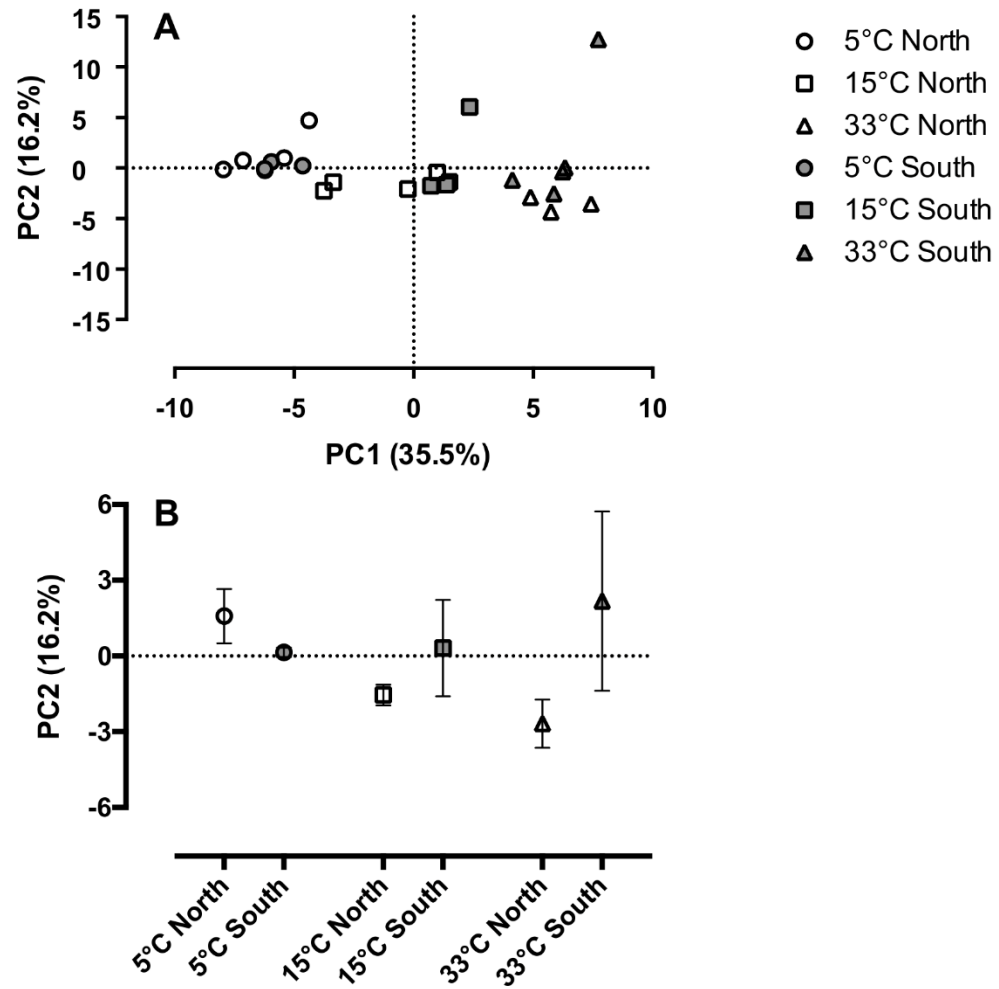 A
15
10
5
0
-5
-10
-15
PC2 (16.2%)
-10 -5 0 5 10
PC1 (35.5%)
5°C North
15°C North
33°C North
5°C South
15°C South
33°C South
B
6
3
0
-3
-6
PC2 (16.2%)
5°C North
5°C South
15°C North
15°C South
33°C North
33°C South